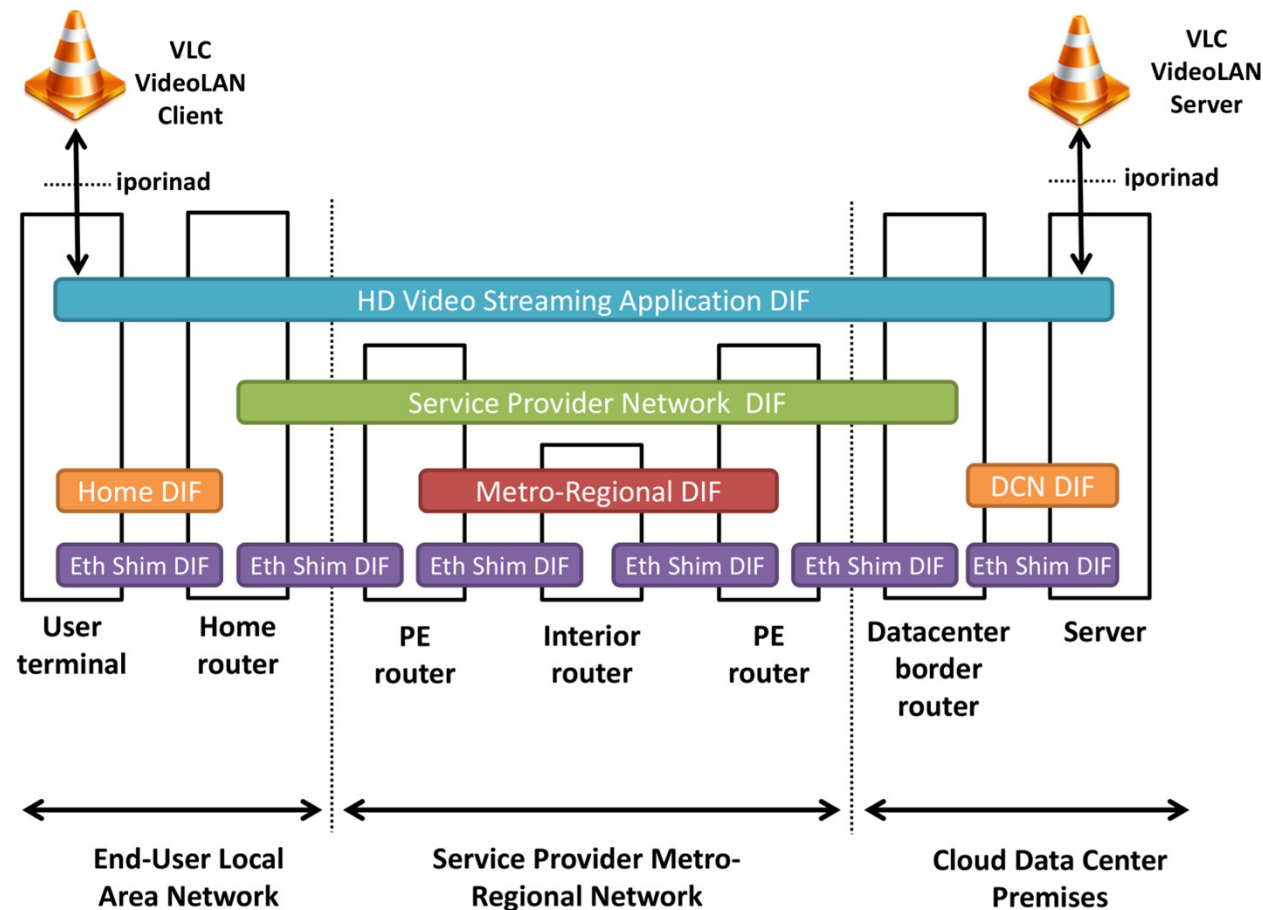 VLC
VideoLAN
Client
VLC
VideoLAN
Server
iporinad
iporinad
HD Video Streaming Application DIF
Service Provider Network DIF
Home DIF
Metro-Regional DIF
DCN DIF
Eth Shim DIF
Eth Shim DIF
Eth Shim DIF
Eth Shim DIF
Eth Shim DIF
Eth Shim DIF
User
terminal
Home
router
PE
router
Interior
router
PE
router
Datacenter
border
router
Server
End-User Local
Area Network
Service Provider Metro-
Regional Network
Cloud Data Center
Premises